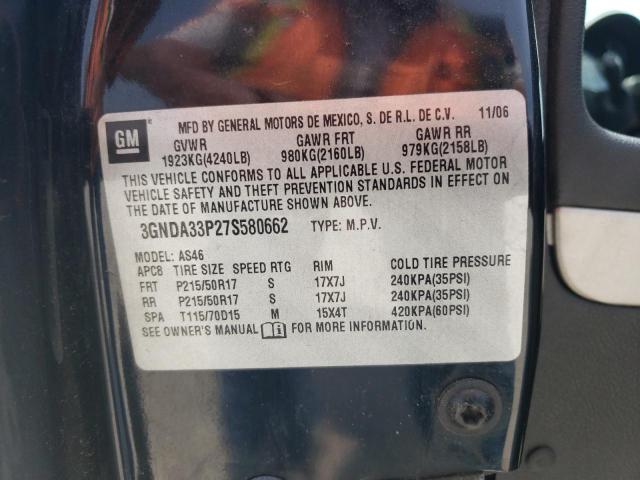 GM ®
MFD BY GENERAL MOTORS DE MEXICO, S. DE R.L. DE C.V. 11/06
GVWR GAWR FRT GAWR RR
1923KG(4240LB) 980KG(2160LB) 979KG(2158LB)
THIS VEHICLE CONFORMS TO ALL APPLICABLE U.S. FEDERAL MOTOR
VEHICLE SAFETY AND THEFT PREVENTION STANDARDS IN EFFECT ON
THE DATE OF MANUFACTURE SHOWN ABOVE.
3GNDA33P27S580662 TYPE: M.P.V.
MODEL: AS46
APC8 TIRE SIZE SPEED RTG RIM COLD TIRE PRESSURE
FRT P215/50R17 S 17X7J 240KPA(35PSI)
RR P215/50R17 S 17X7J 240KPA(35PSI)
SPA T115/70D15 M 15X4T 420KPA(60PSI)
SEE OWNER'S MANUAL FOR MORE INFORMATION.